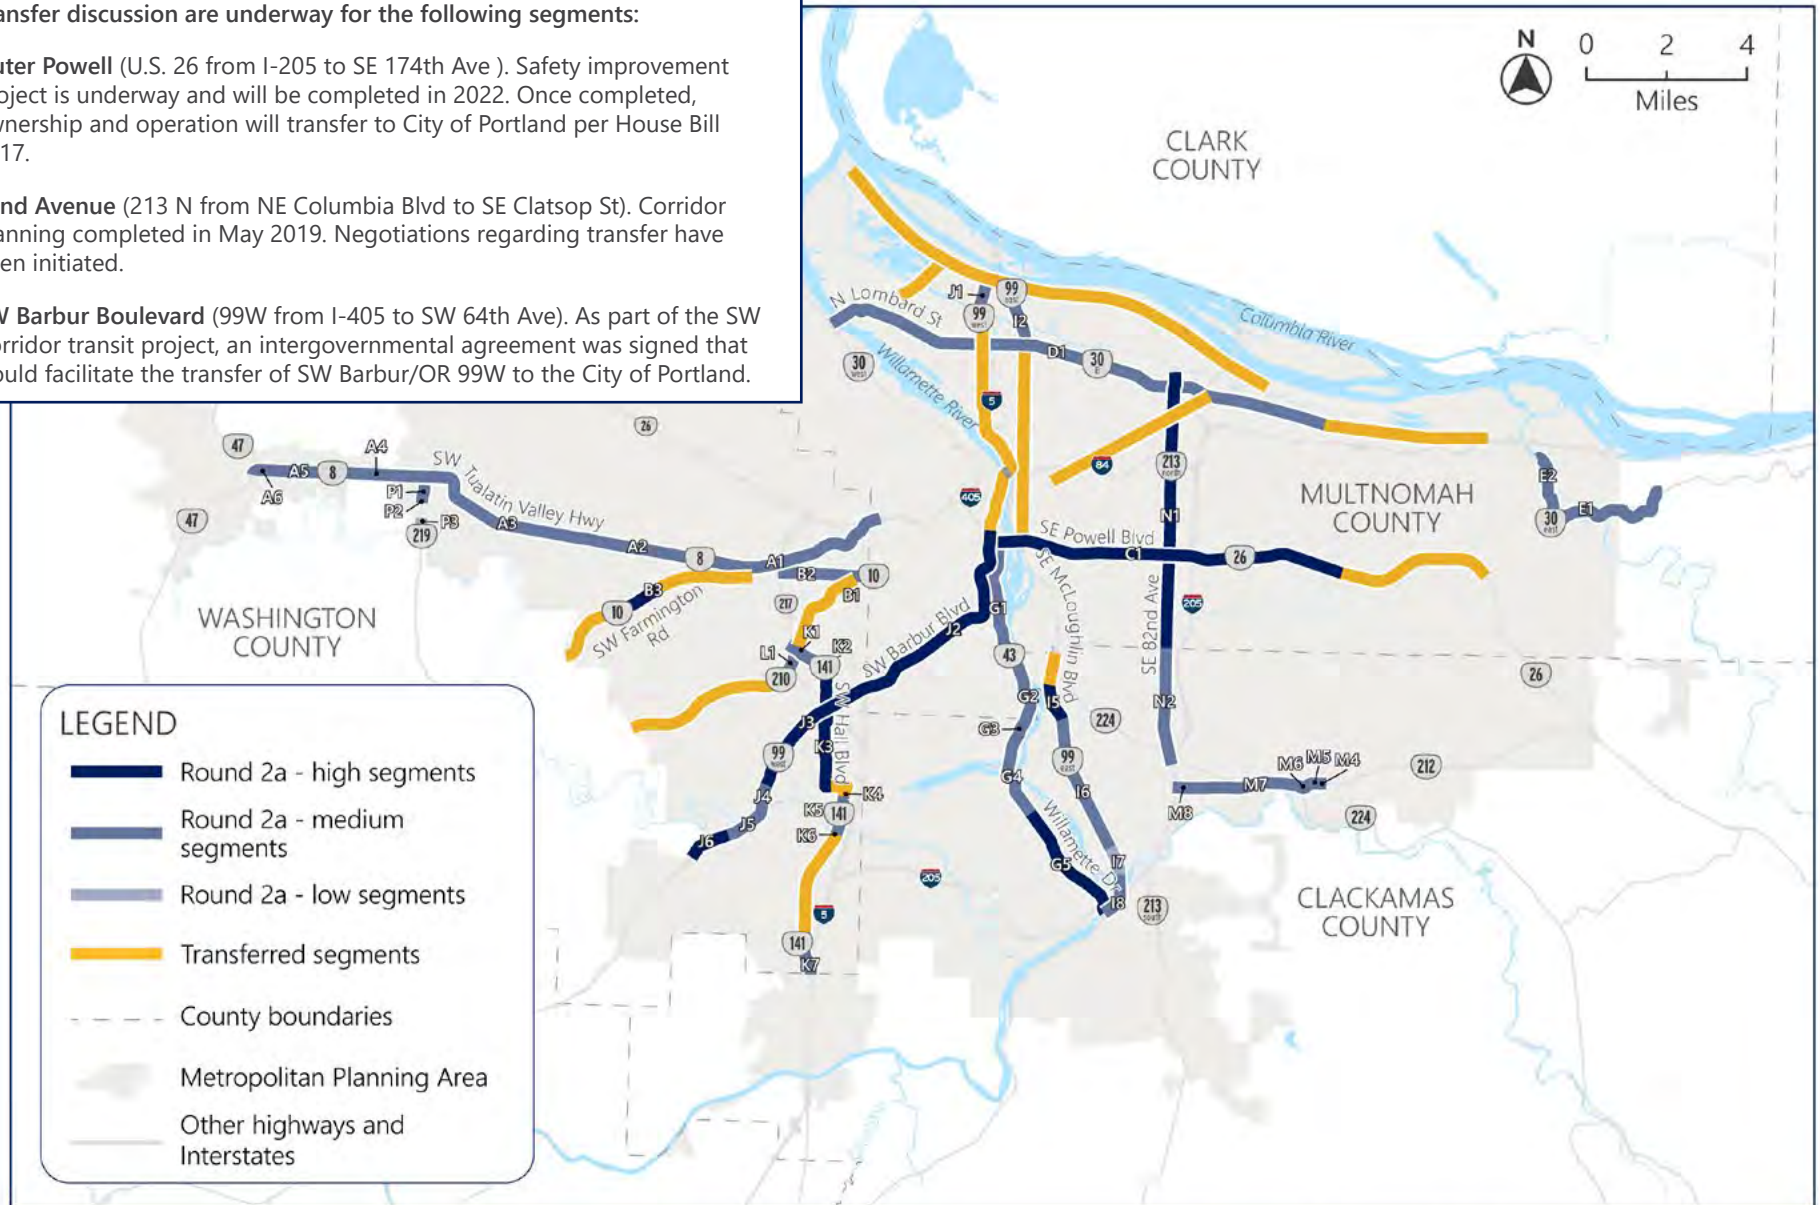 ansfer discussion are underway for the following segments:
uter Powell (U.S. 26 from I-205 to SE 174th Ave ). Safety improvement
oject is underway and will be completed in 2022. Once completed,
wnership and operation will transfer to City of Portland per House Bill
17.
nd Avenue (213 N from NE Columbia Blvd to SE Clatsop St). Corridor
anning completed in May 2019. Negotiations regarding transfer have
en initiated.
W Barbur Boulevard (99W from I-405 to SW 64th Ave). As part of the SW
orridor transit project, an intergovernmental agreement was signed that
ould facilitate the transfer of SW Barbur/OR 99W to the City of Portland.
N
0 2 4
Miles
CLARK
COUNTY
N Lombard St
J1
99
east
99
west
I2
Columbia River
30
west
Willamette River
D1
30
5
26
47
A4
A5
8
A6
SW Tualatin Valley Hwy
P1
P2
P3
219
47
A3
A2
8
A1
405
84
213
north
N1
MULTNOMAH
COUNTY
E2
E1
30
east
SE Powell Blvd
C1
26
B2
10
B3
10
217
B1
SW Farmington
Rd
WASHINGTON
COUNTY
K1
K2
L1
141
210
SW Barbur Blvd
J2
G1
43
SE McLoughlin Blvd
SE 82nd Ave
205
26
SW Hall Blvd
J3
K3
99
west
G2
I5
G3
224
N2
99
east
G4
I6
J4
J5
J6
K4
K5
141
K6
M8
M7
M6
M5
M4
212
224
Willamette Dr
G5
I7
I8
213
south
205
5
141
K7
CLACKAMAS
COUNTY
LEGEND
Round 2a - high segments
Round 2a - medium
segments
Round 2a - low segments
Transferred segments
County boundaries
Metropolitan Planning Area
Other highways and
Interstates